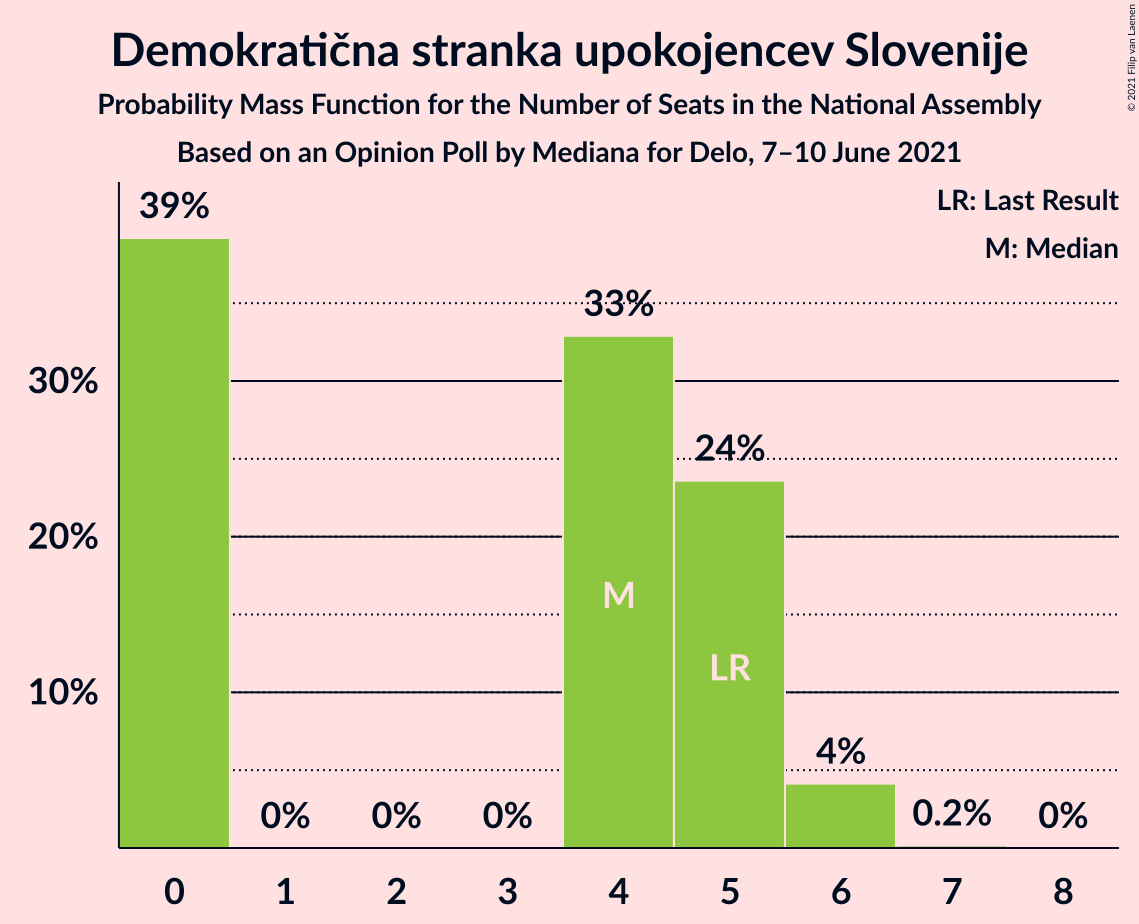 Demokratična stranka upokojencev Slovenije
Probability Mass Function for the Number of Seats in the National Assembly
Based on an Opinion Poll by Mediana for Delo, 7–10 June 2021
© 2021 Filip van Laenen
LR: Last Result
M: Median
39%
33%
30%
24%
20%
M
LR
10%
4%
0%
0%
0%
0.2%
0%
0 1 2 3 4 5 6 7 8